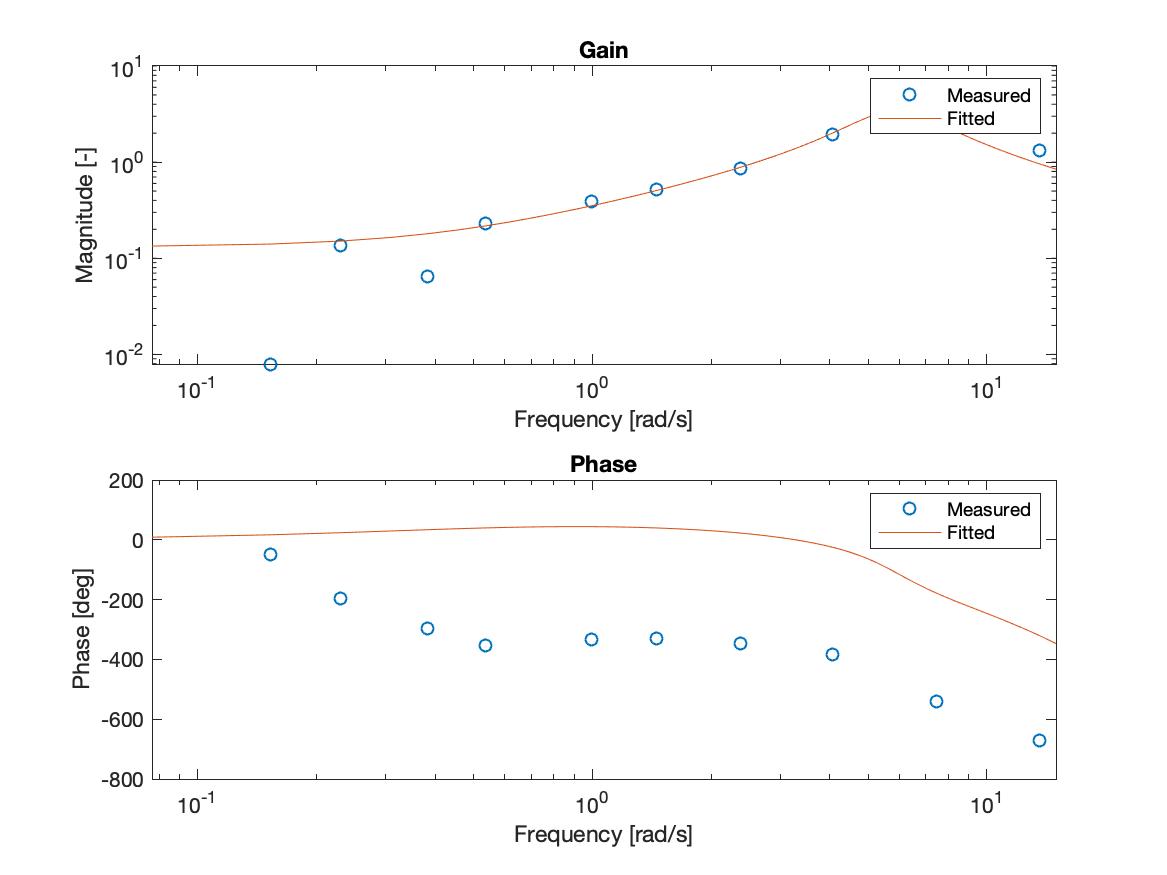 Gain
Magnitude [-]
10^1
10^0
10^-1
10^-2
Measured
Fitted
10^-1
10^0
10^1
Frequency [rad/s]
Phase
Phase [deg]
200
0
-200
-400
-600
-800
Measured
Fitted
10^-1
10^0
10^1
Frequency [rad/s]